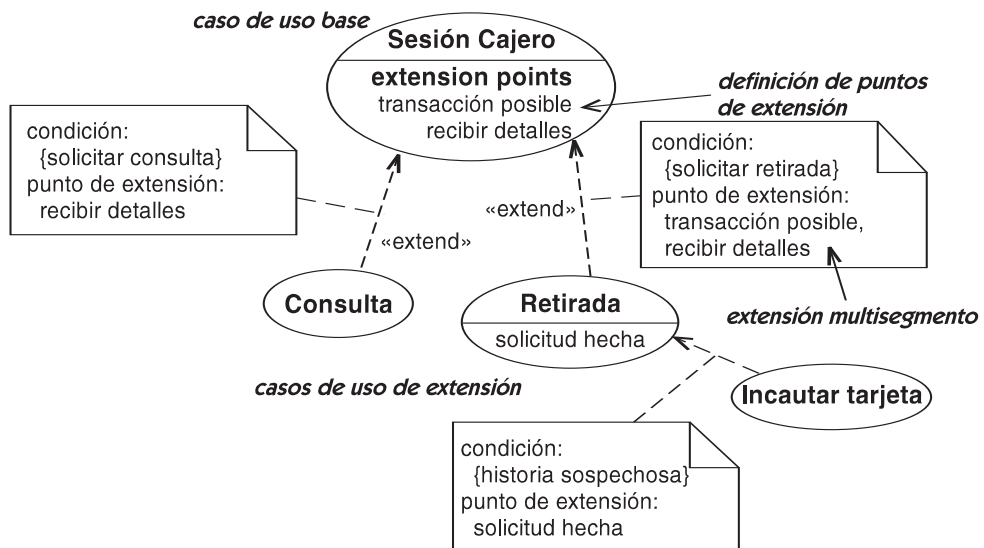 caso de uso base
Sesión Cajero
extension points
transacción posible
recibir detalles
definición de puntos
de extensión
condición:
{solicitar consulta}
punto de extensión:
recibir detalles
condición:
{solicitar retirada}
punto de extensión:
transacción posible,
recibir detalles
«extend»
«extend»
Consulta
Retirada
solicitud hecha
extensión multisegmento
casos de uso de extensión
Incautar tarjeta
condición:
{historia sospechosa}
punto de extensión:
solicitud hecha